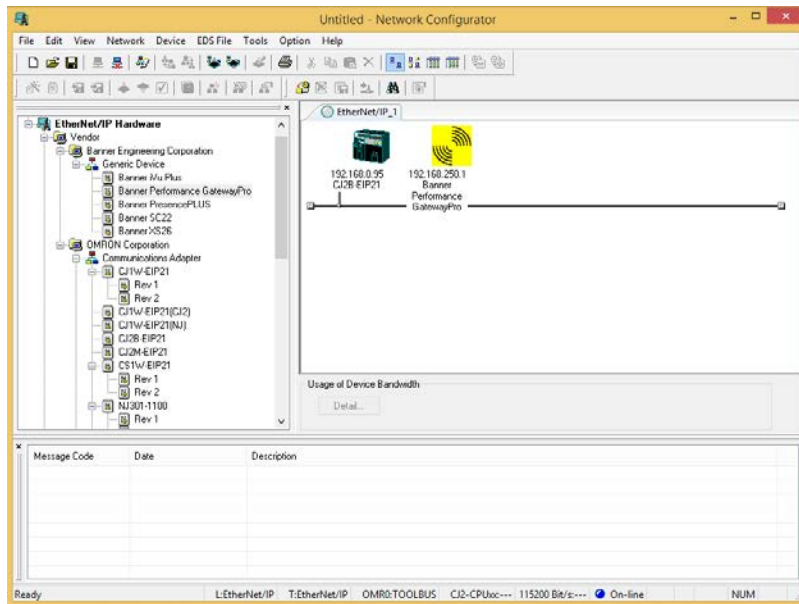 Untitled - Network Configurator
File Edit View Network Device EDS File Tools Option Help
EtherNet/IP Hardware
Vendor
Banner Engineering Corporation
Generic Device
Banner Mu Plus
Banner Performance GatewayPro
Banner PresencePLUS
Banner SC22
Banner XS26
OMRON Corporation
Communications Adapter
CJ1W-EIP21
Rev 1
Rev 2
CJ1W-EIP21(CJ2)
CJ1W-EIP21(NJ)
CJ2B-EIP21
CJ2M-EIP21
CS1W-EIP21
Rev 1
Rev 2
NJ301-1100
Rev 1
EtherNet/IP_1
192.168.0.95
CJ2B-EIP21
192.168.250.1
Banner
Performance
GatewayPro
Usage of Device Bandwidth
Detail...
Message Code Date Description
Ready L:EtherNet/IP T:EtherNet/IP OMR0:TOOLBUS CJ2-CPUxx:--- 115200 Bit/s:--- On-line NUM